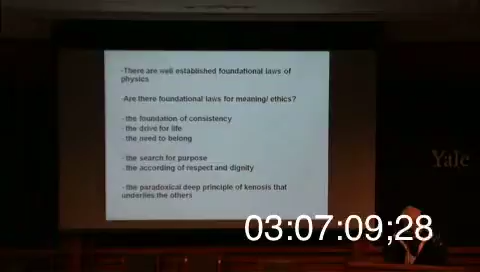 -There are well established foundational laws of
physics
-Are there foundational laws for meaning/ ethics?
- the foundation of consistency
- the drive for life
- the need to belong
- the search for purpose
- the according of respect and dignity
- the paradoxical deep principle of kenosis that
underlies the others
Yale
03:07:09;28